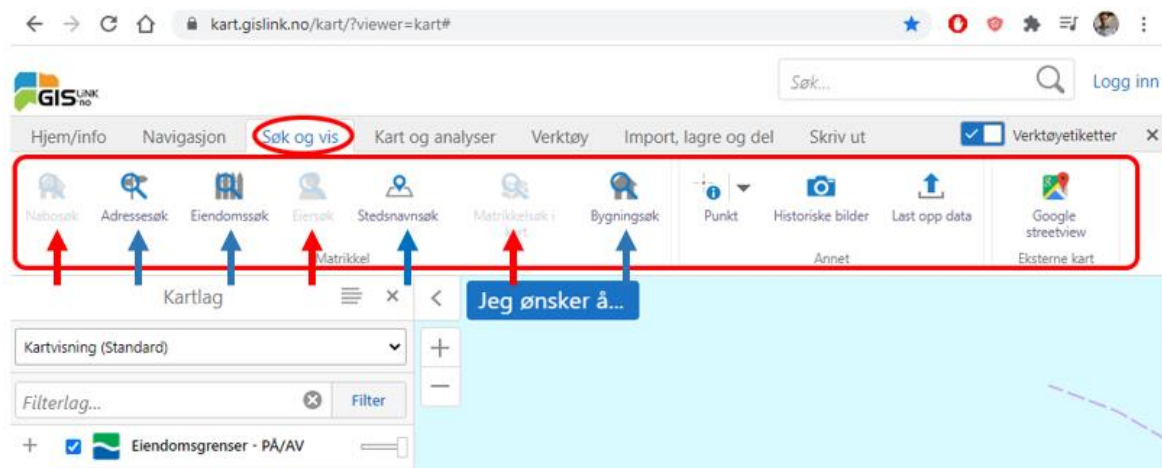 kart.gislink.no/kart/?viewer=kart#
GIS LINK no
Søk...
Logg inn
Hjem/info Navigasjon Søk og vis Kart og analyser Verktøy Import, lagre og del Skriv ut Verktøyetiketter
Nabosøk Adressesøk Eiendomssøk Eiersøk Stedsnavnsøk Matrikkelsøk i kart Bygningsøk Punkt Historiske bilder Last opp data Google streetview
Matrikkel Annet Eksterne kart
Kartlag
Jeg ønsker å...
Kartvisning (Standard)
Filterlag... Filter
Eiendomsgrenser - PÅ/AV